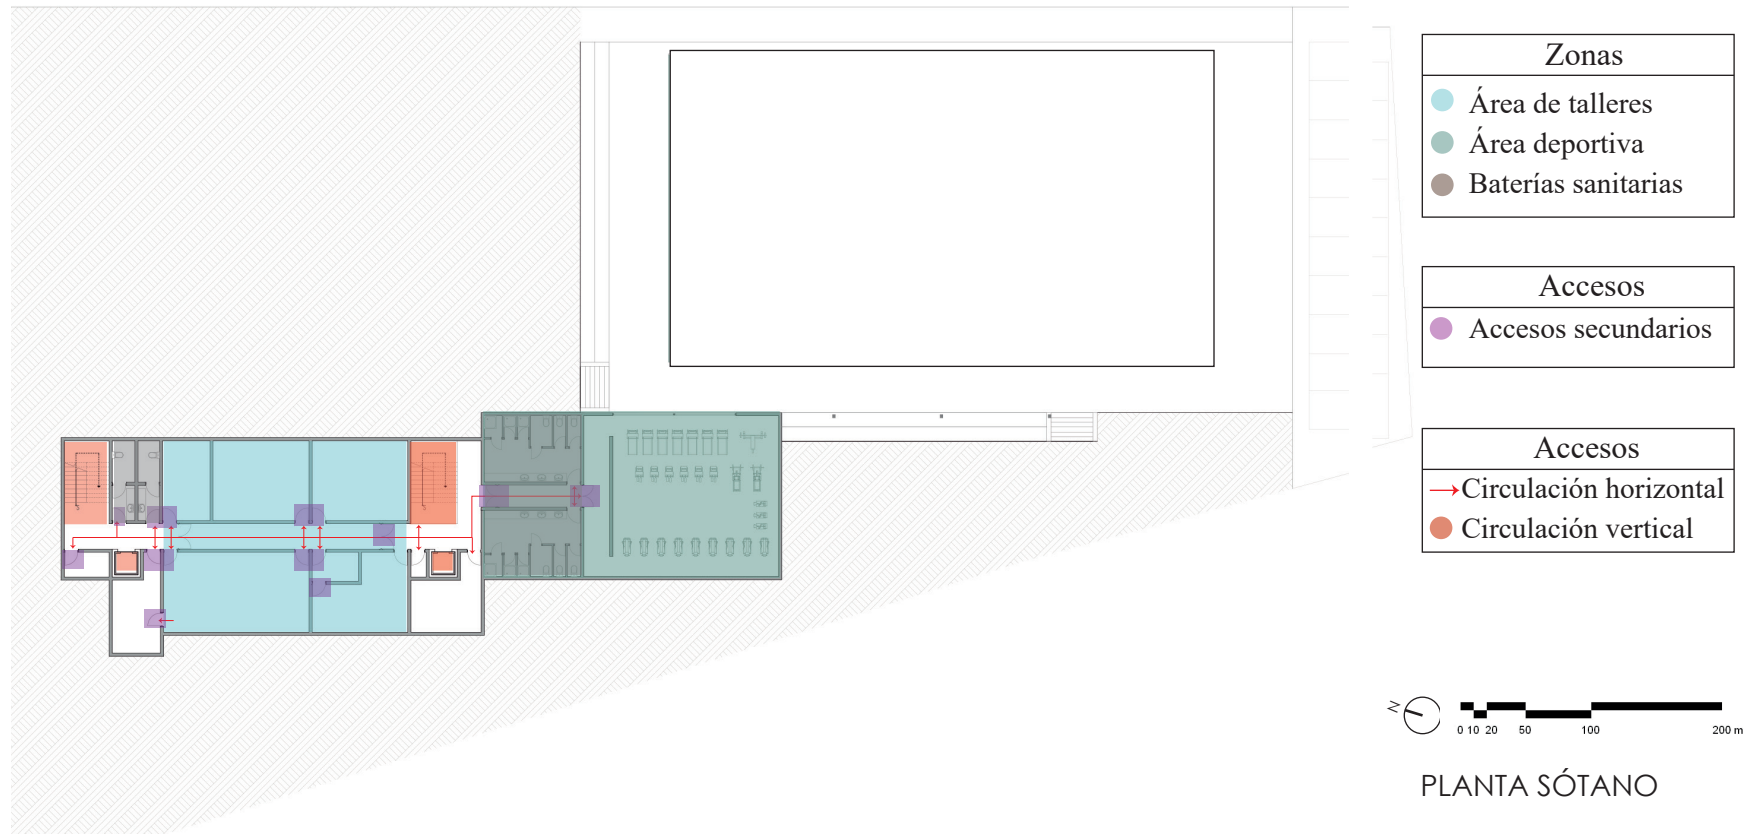 Zonas
Área de talleres
Área deportiva
Baterías sanitarias
Accesos
Accesos secundarios
Accesos
Circulación horizontal
Circulación vertical
N
0 10 20 50 100 200 m
PLANTA SÓTANO